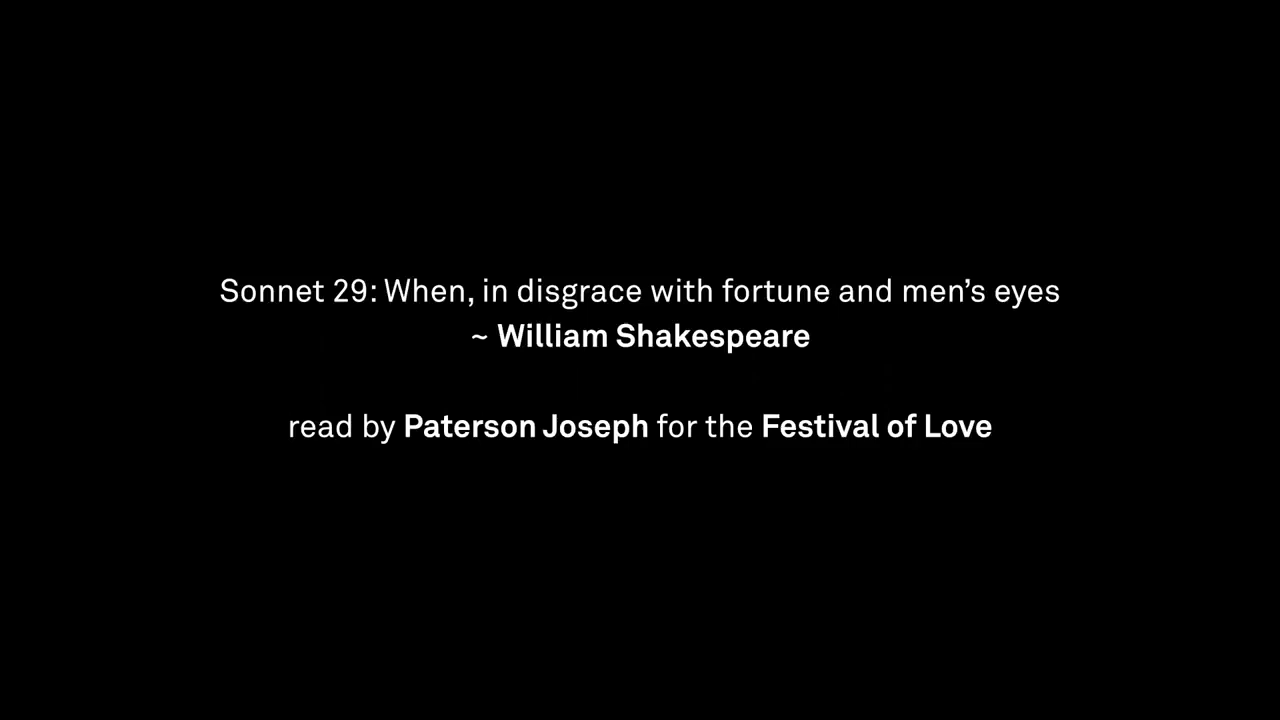 Sonnet 29: When, in disgrace with fortune and men’s eyes
~ William Shakespeare
read by Paterson Joseph for the Festival of Love